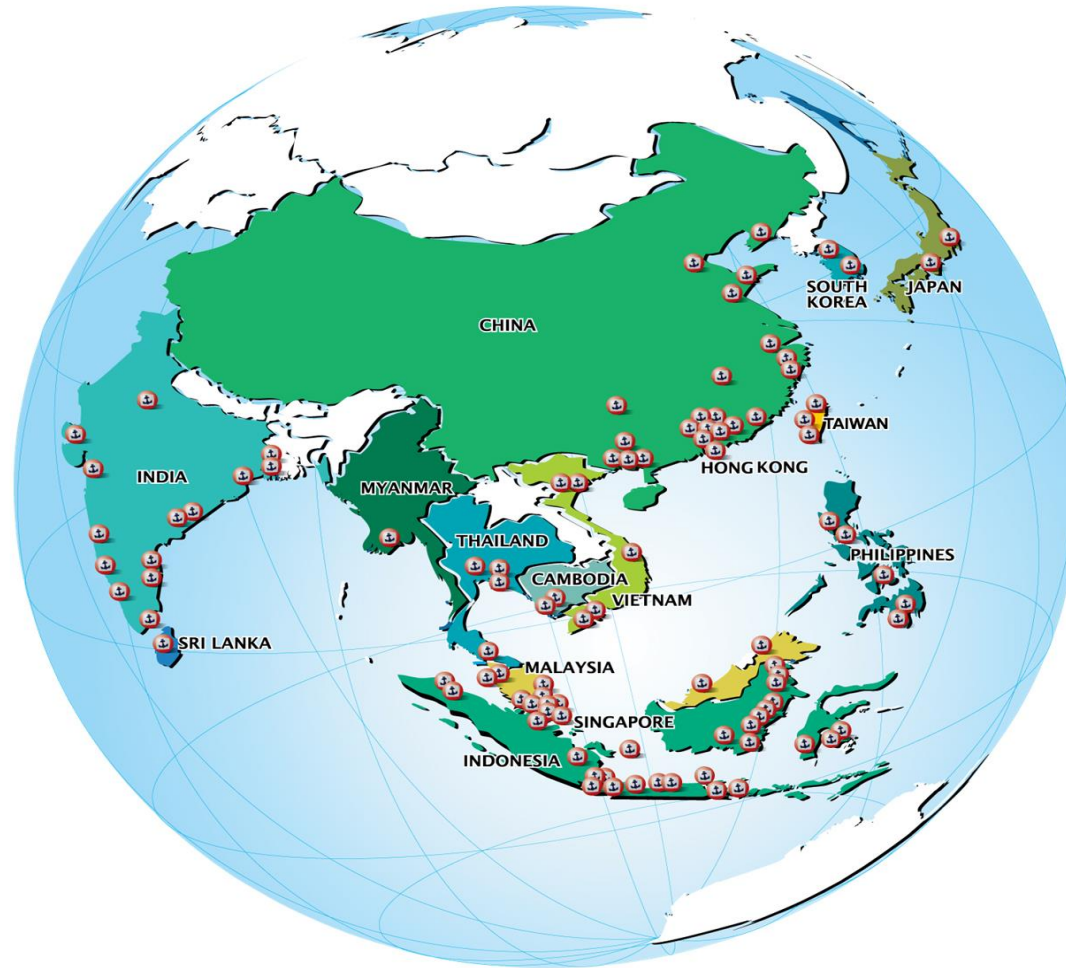 SOUTH
KOREA
JAPAN
CHINA
TAIWAN
HONG KONG
INDIA
MYANMAR
THAILAND
PHILIPPINES
CAMBODIA
VIETNAM
SRI LANKA
MALAYSIA
SINGAPORE
INDONESIA